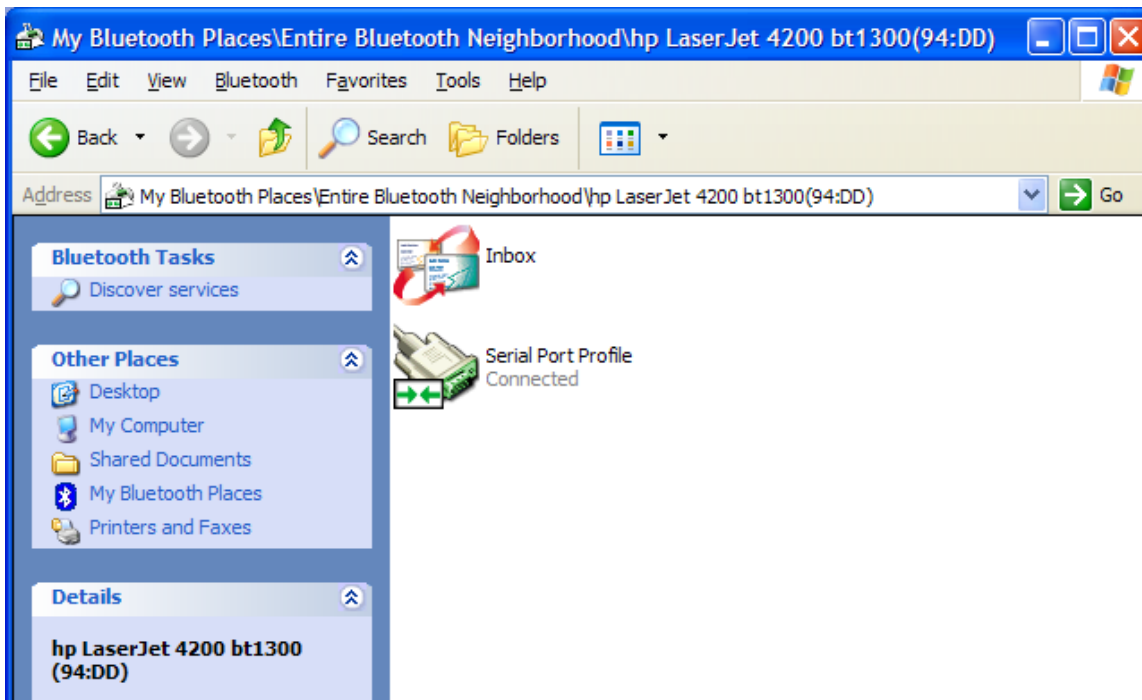 My Bluetooth Places\Entire Bluetooth Neighborhood\hp LaserJet 4200 bt1300(94:DD)
File Edit View Bluetooth Favorites Tools Help
Back Search Folders
Address My Bluetooth Places\Entire Bluetooth Neighborhood\hp LaserJet 4200 bt1300(94:DD) Go
Bluetooth Tasks
Discover services
Other Places
Desktop
My Computer
Shared Documents
My Bluetooth Places
Printers and Faxes
Details
hp LaserJet 4200 bt1300
(94:DD)
Inbox
Serial Port Profile
Connected